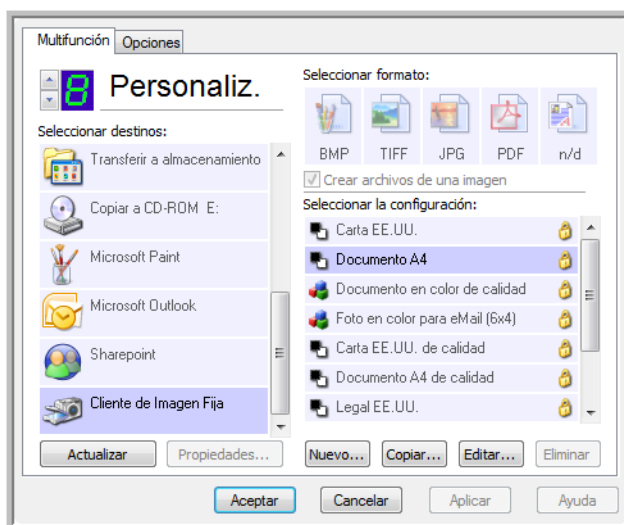 Multifunción
Opciones
8
Personaliz.
Seleccionar destinos:
Transferir a almacenamiento
Copiar a CD-ROM E:
Microsoft Paint
Microsoft Outlook
Sharepoint
Cliente de Imagen Fija
Actualizar
Propiedades...
Seleccionar formato:
BMP
TIFF
JPG
PDF
n/d
Crear archivos de una imagen
Seleccionar la configuración:
Carta EE.UU.
Documento A4
Documento en color de calidad
Foto en color para eMail (6x4)
Carta EE.UU. de calidad
Documento A4 de calidad
Legal EE.UU.
Nuevo...
Copiar...
Editar...
Eliminar
Aceptar
Cancelar
Aplicar
Ayuda